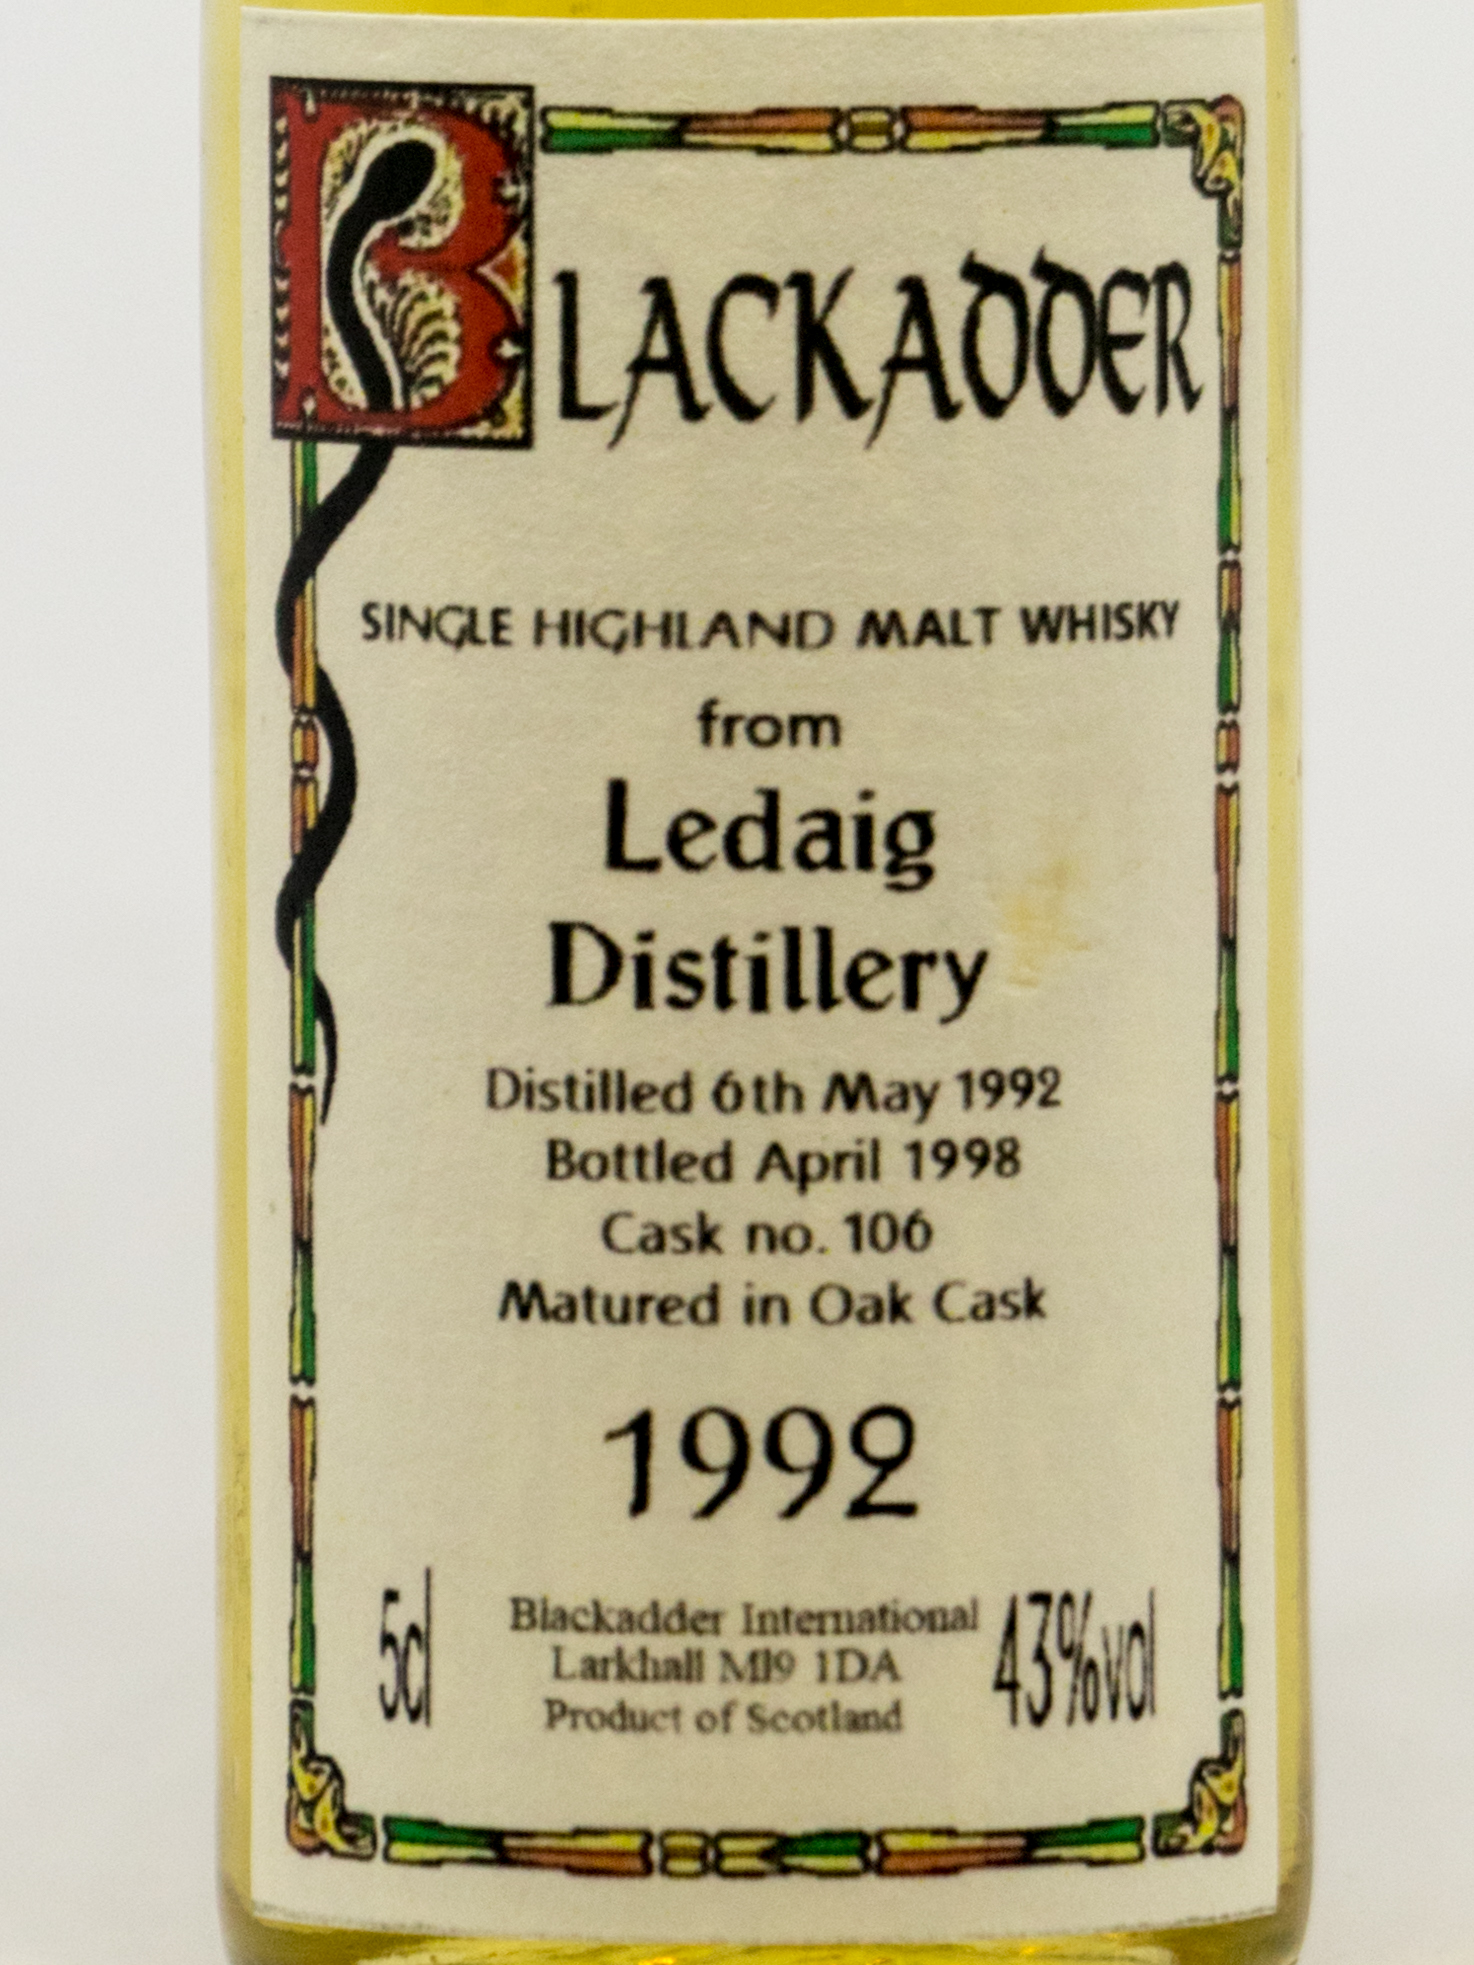 BLACKADDER
SINGLE HIGHLAND MALT WHISKY
from
Ledaig
Distillery
Distilled 6th May 1992
Bottled April 1998
Cask no. 106
Matured in Oak Cask
1992
5cl
Blackadder International
Larkhall Ml9 1DA
Product of Scotland
43%vol